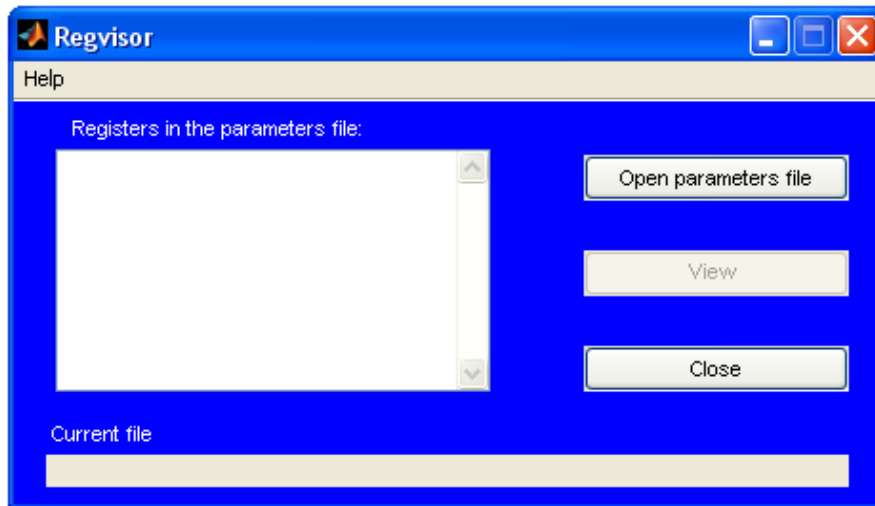 Regvisor
Help
Registers in the parameters file:
Open parameters file
View
Close
Current file